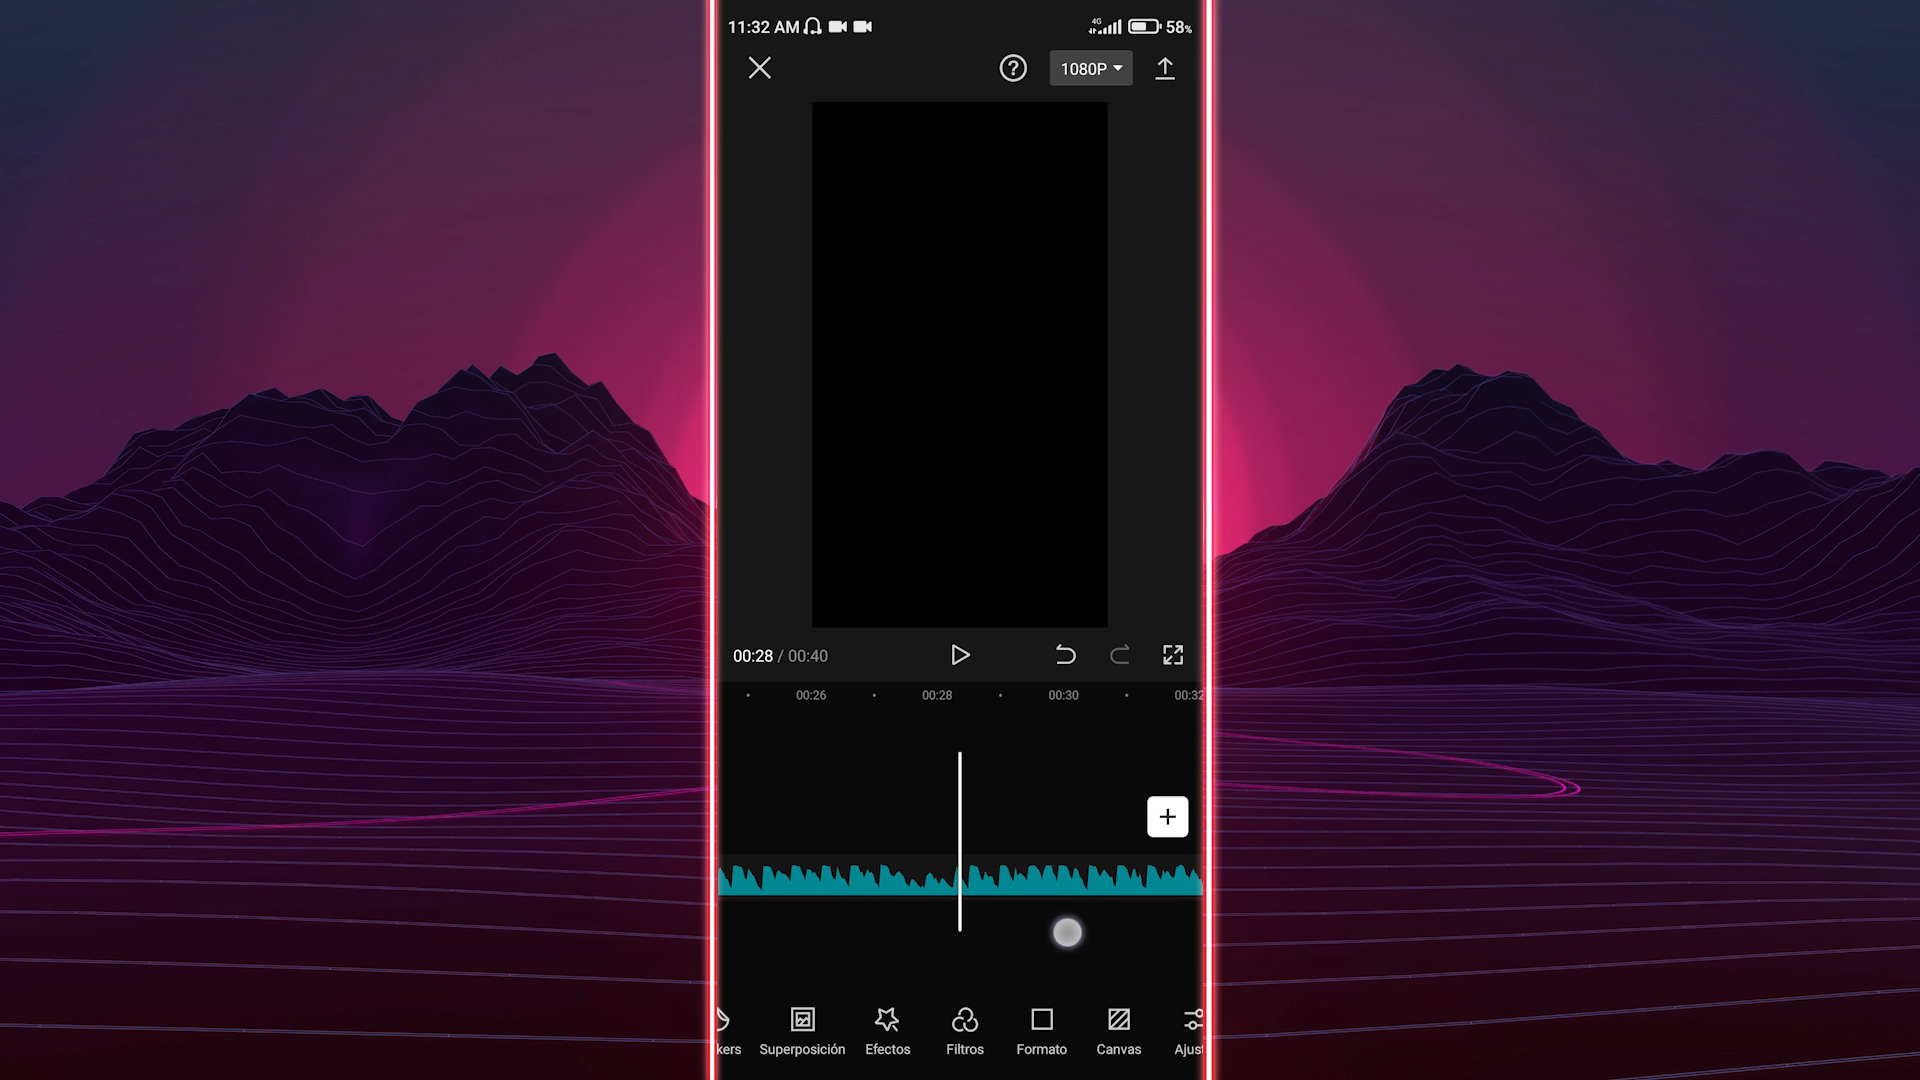 11:32 AM 4G 58%
1080P
00:28 / 00:40
00:26 00:28 00:30 00:32
kers Superposición Efectos Filtros Formato Canvas Ajus